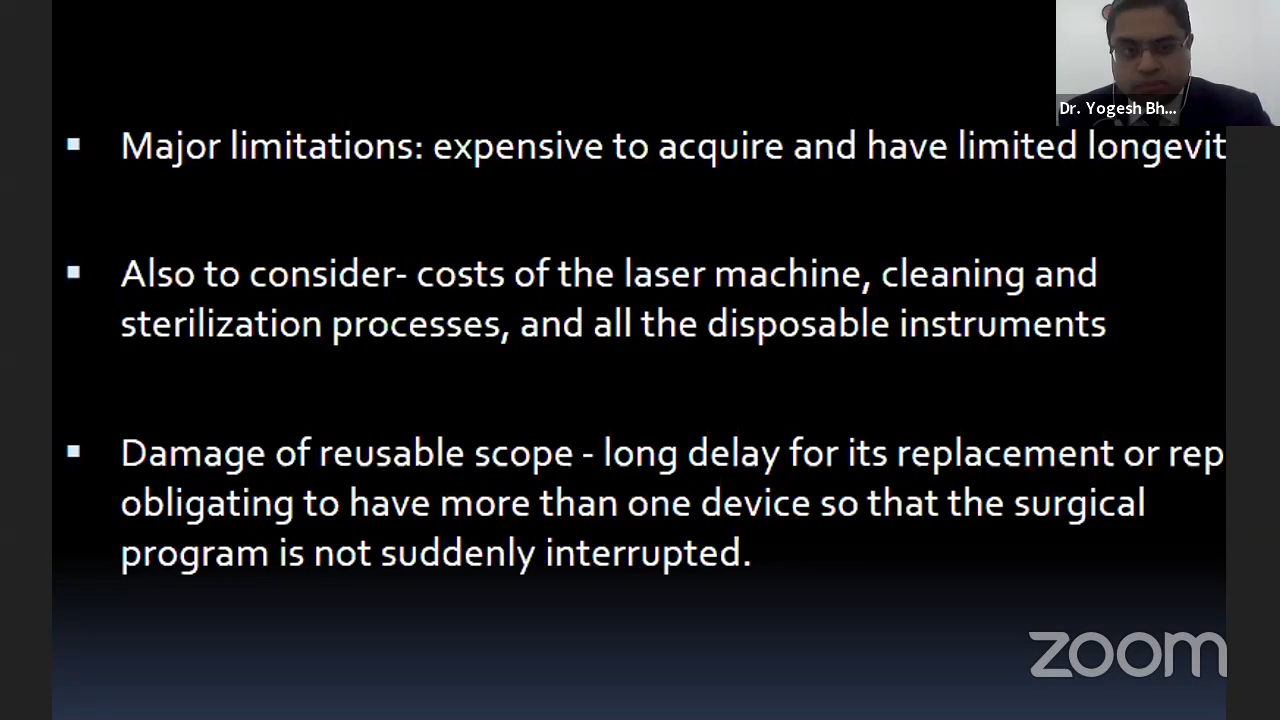 Dr. Yogesh Bh...
Major limitations: expensive to acquire and have limited longevit
Also to consider- costs of the laser machine, cleaning and
sterilization processes, and all the disposable instruments
Damage of reusable scope - long delay for its replacement or rep
obligating to have more than one device so that the surgical
program is not suddenly interrupted.
zoom